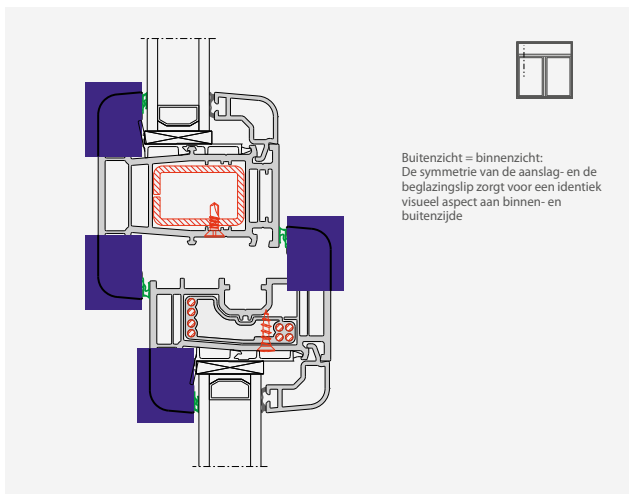 Buitenzicht = binnenzicht:
De symmetrie van de aanslag- en de
beglazingslip zorgt voor een identiek
visueel aspect aan binnen- en
buitenzijde